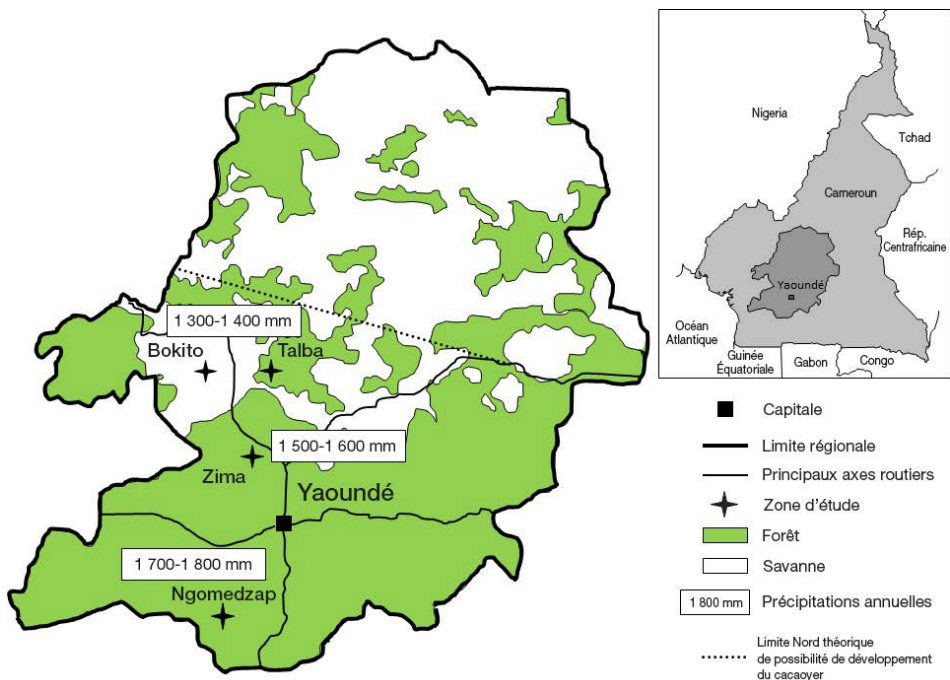 1 300-1 400 mm
Bokito
Talba
1 500-1 600 mm
Zima
Yaoundé
1 700-1 800 mm
Ngomedzap
Nigeria
Tchad
Cameroun
Rép.
Centrafricaine
Yaoundé
Océan
Atlantique
Guinée
Équatoriale
Gabon
Congo
Capitale
Limite régionale
Principaux axes routiers
Zone d'étude
Forêt
Savanne
1 800 mm
Précipitations annuelles
Limite Nord théorique
de possibilité de développement
du cacaoyer